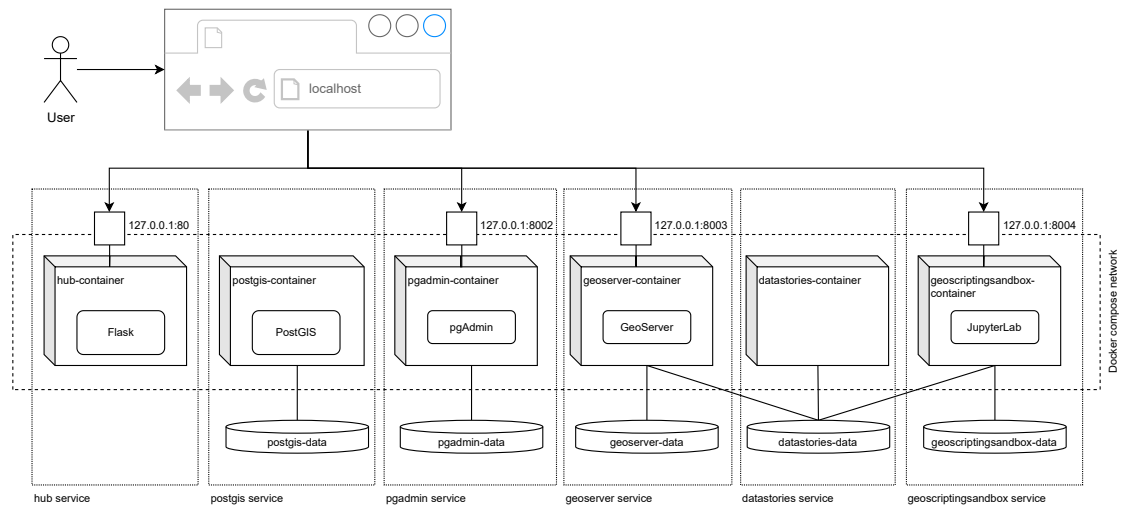 localhost
User
127.0.0.1:80
127.0.0.1:8002
127.0.0.1:8003
127.0.0.1:8004
hub-container
postgis-container
pgadmin-container
geoserver-container
datastories-container
geoscriptingsandbox-
container
Flask
PostGIS
pgAdmin
GeoServer
JupyterLab
Docker compose network
postgis-data
pgadmin-data
geoserver-data
datastories-data
geoscriptingsandbox-data
hub service
postgis service
pgadmin service
geoserver service
datastories service
geoscriptingsandbox service